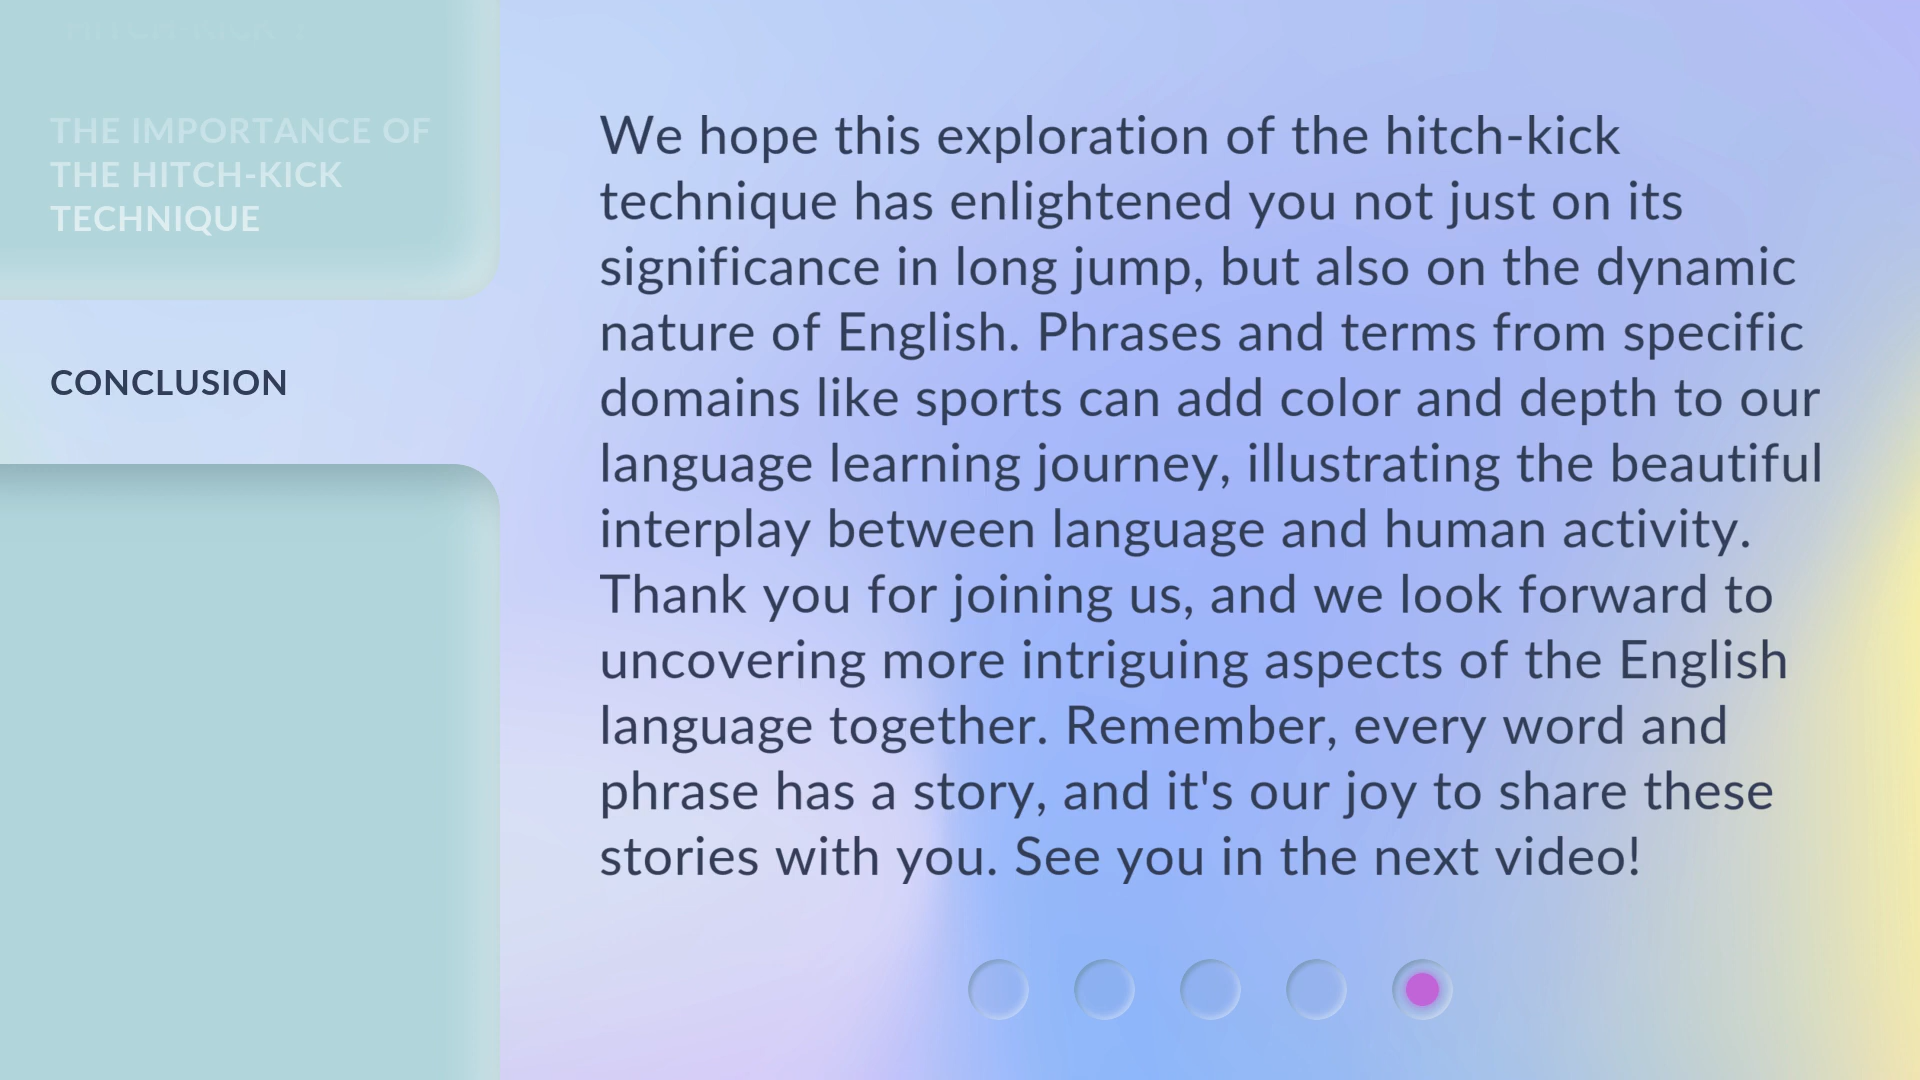 THE IMPORTANCE OF
THE HITCH-KICK
TECHNIQUE
CONCLUSION
We hope this exploration of the hitch-kick
technique has enlightened you not just on its
significance in long jump, but also on the dynamic
nature of English. Phrases and terms from specific
domains like sports can add color and depth to our
language learning journey, illustrating the beautiful
interplay between language and human activity.
Thank you for joining us, and we look forward to
uncovering more intriguing aspects of the English
language together. Remember, every word and
phrase has a story, and it's our joy to share these
stories with you. See you in the next video!